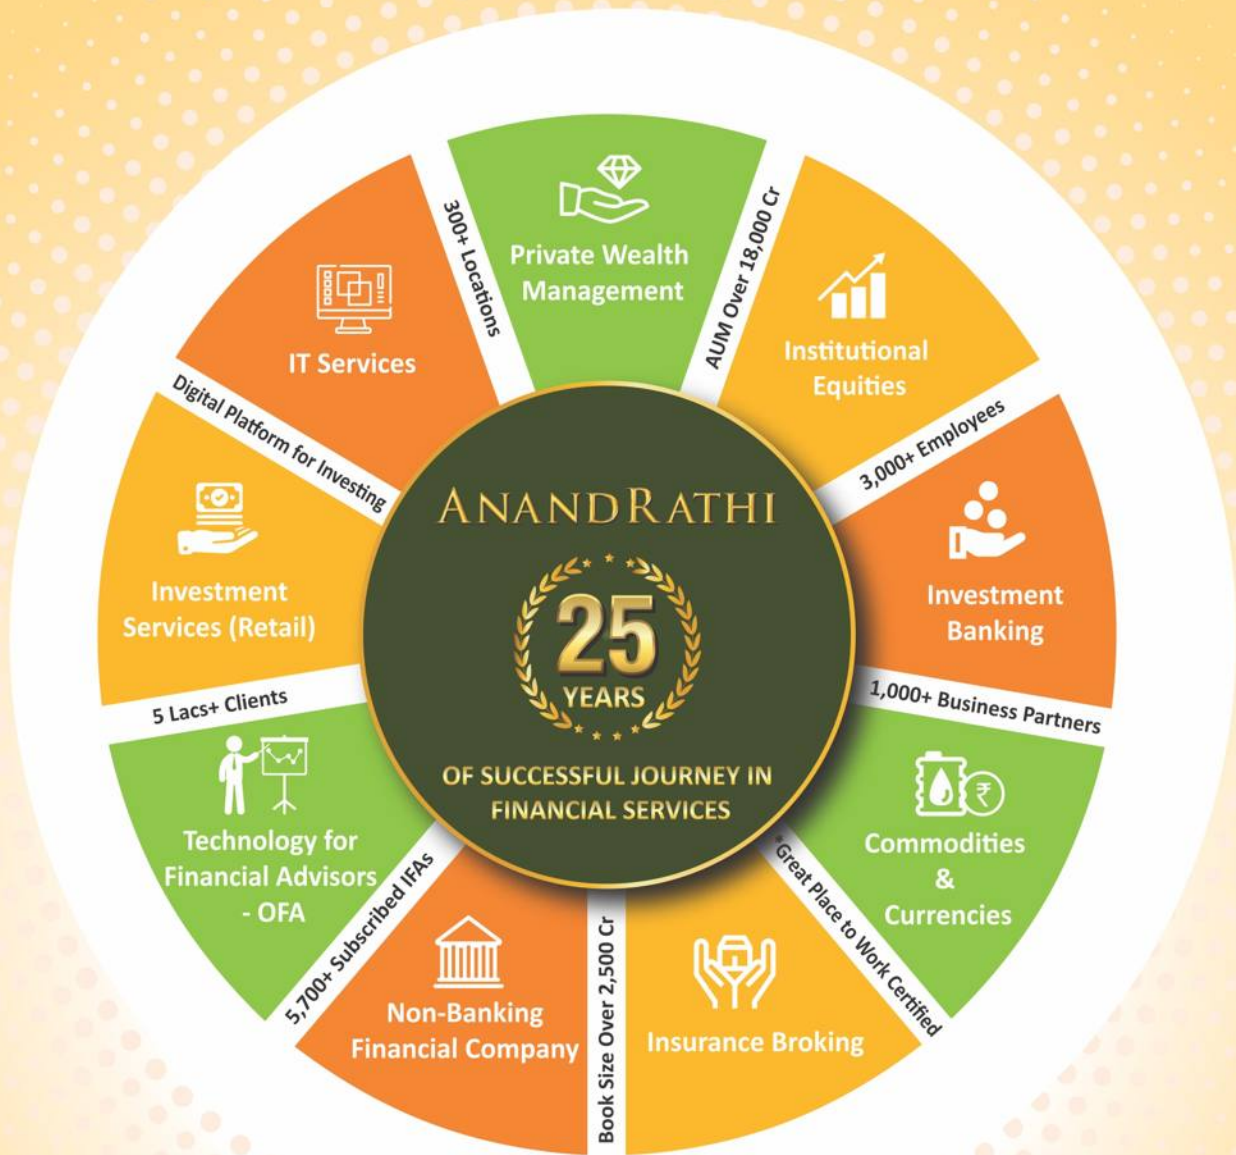 ANANDRATHI
25
YEARS
OF SUCCESSFUL JOURNEY IN
FINANCIAL SERVICES
Private Wealth
Management
AUM Over 18,000 Cr
Institutional
Equities
3,000+ Employees
Investment
Banking
1,000+ Business Partners
Commodities
&
Currencies
*Great Place to Work Certified
Insurance Broking
Book Size Over 2,500 Cr
Non-Banking
Financial Company
5,700+ Subscribed IFAs
Technology for
Financial Advisors
- OFA
5 Lacs+ Clients
Investment
Services (Retail)
Digital Platform for Investing
IT Services
300+ Locations
₹